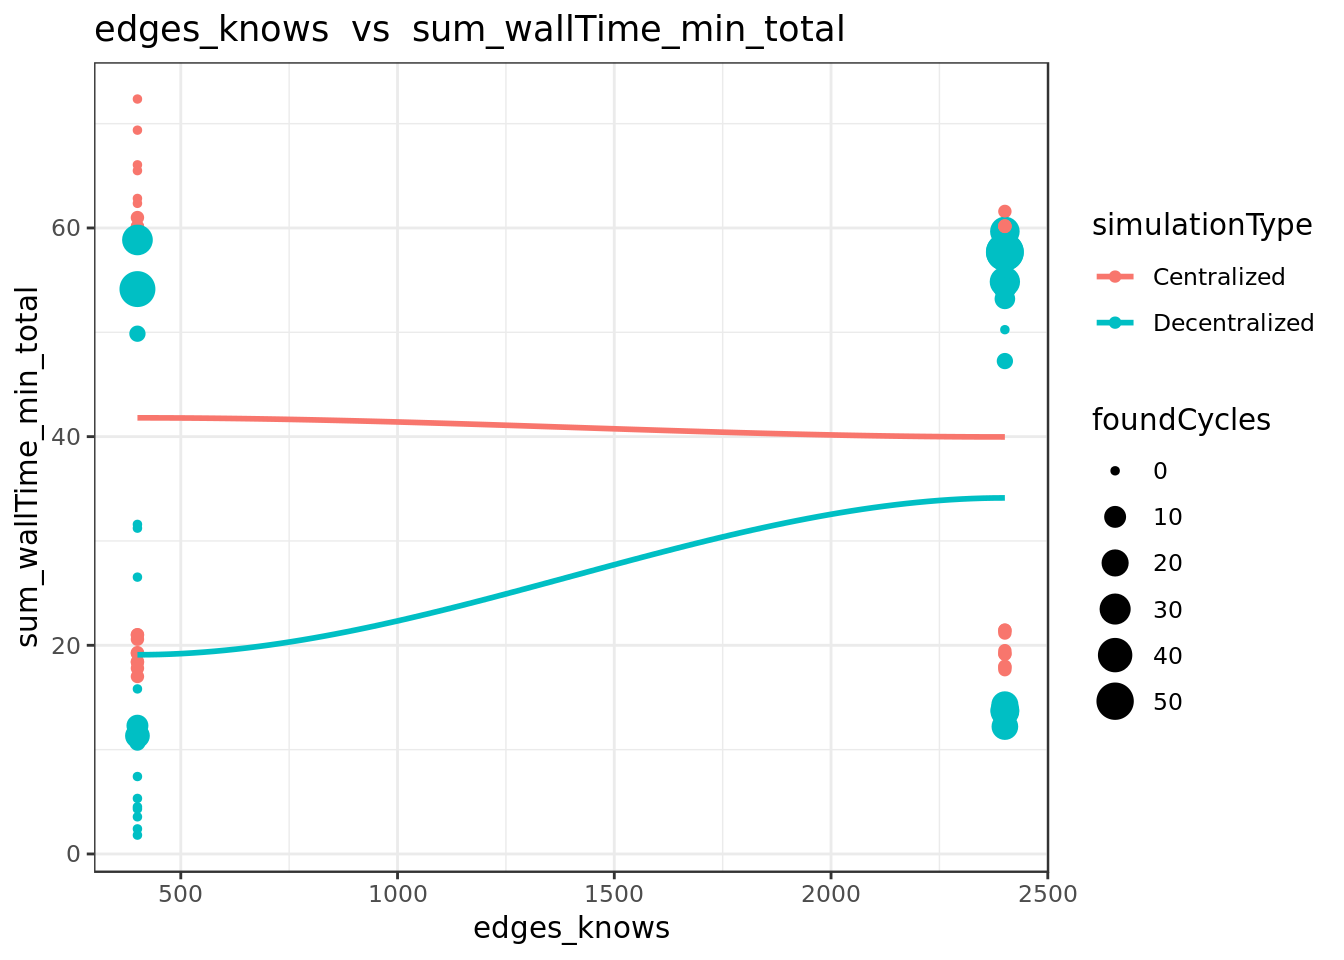 edges_knows  vs  sum_wallTime_min_total
sum_wallTime_min_total
60
40
20
0
500
1000
1500
2000
2500
edges_knows
simulationType
Centralized
Decentralized
foundCycles
0
10
20
30
40
50